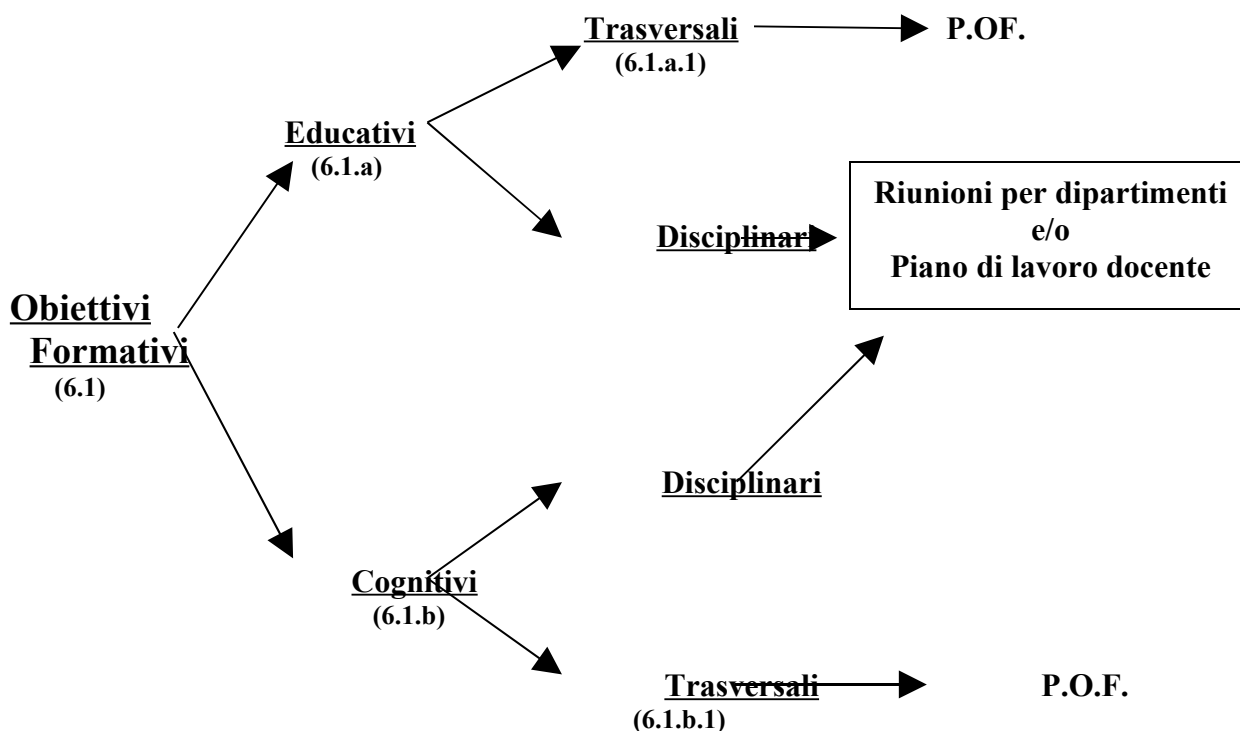 Trasversali
P.OF.
(6.1.a.1)
Educativi
(6.1.a)
Riunioni per dipartimenti
e/o
Piano di lavoro docente
Disciplinari
Obiettivi
Formativi
(6.1)
Disciplinari
Cognitivi
(6.1.b)
Trasversali
P.O.F.
(6.1.b.1)